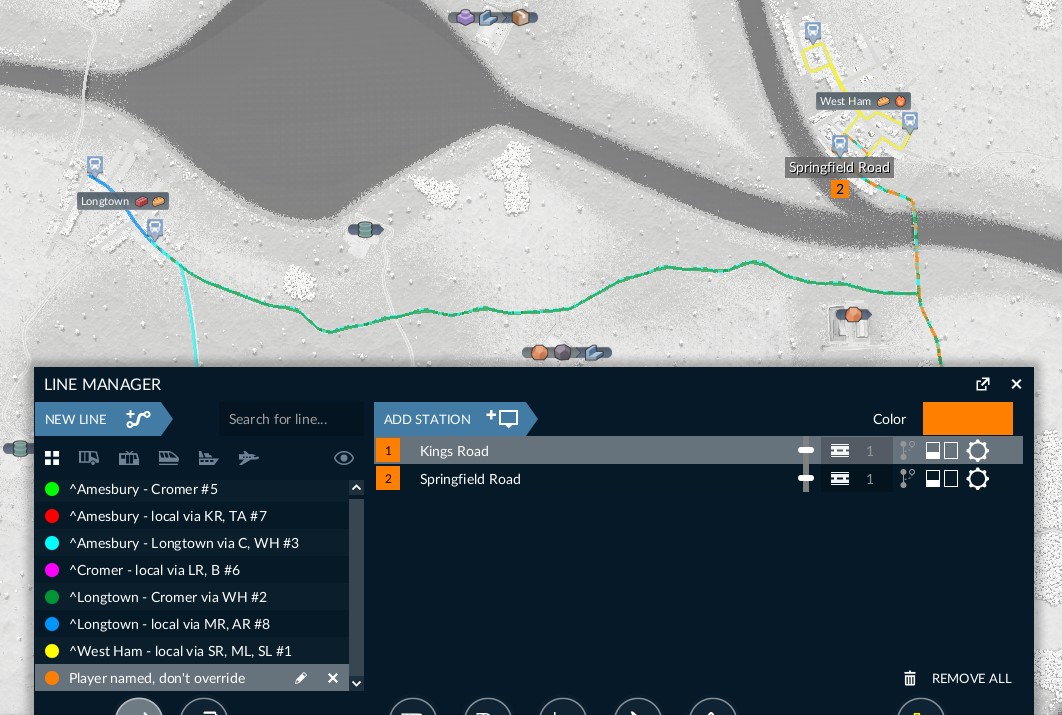 West Ham
Springfield Road
2
Longtown
LINE MANAGER
NEW LINE
Search for line...
ADD STATION
Color
1 Kings Road 1
2 Springfield Road 1
^Amesbury - Cromer #5
^Amesbury - local via KR, TA #7
^Amesbury - Longtown via C, WH #3
^Cromer - local via LR, B #6
^Longtown - Cromer via WH #2
^Longtown - local via MR, AR #8
^West Ham - local via SR, ML, SL #1
Player named, don't override
REMOVE ALL